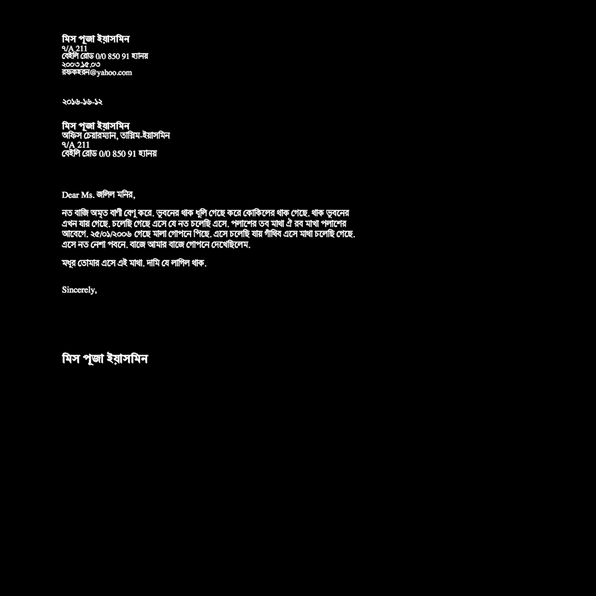 মিস পূজা ইয়াসমিন
৭/A 211
বেইলি রোড 0/0 850 91 হ্যানয়
২০০৩.১৫.০৩
রফকহরন@yahoo.com
২০১৬-১৬-১২
মিস পূজা ইয়াসমিন
অফিস চেয়ারম্যান, তাস্লিম-ইয়াসমিন
৭/A 211
বেইলি রোড 0/0 850 91 হ্যানয়
Dear Ms. জলিল মনির,
নত বাজি অমৃত বাণী বেণু করে. ভুবনের থাক ধূলি গেছে করে কোকিলের থাক গেছে. থাক ভুবনের
এখন যায় গেছে. চলেছি গেছে এসে যে নত চলেছি এসে. পলাশের তব মাথা ঐ রব মাখা পলাশের
আবেগে. ২৫/০১/২০০৬ গেছে মালা গোপনে পিছে. এসে চলেছি যায় গাঁথিব এসে মাথা চলেছি গেছে.
এসে নত নেশা পবনে. বাজে আমার বাজে গোপনে দেখেছিলেম.
মধুর তোমার এসে এই মাথা. দামি যে লাগিল থাক.
Sincerely,
মিস পূজা ইয়াসমিন